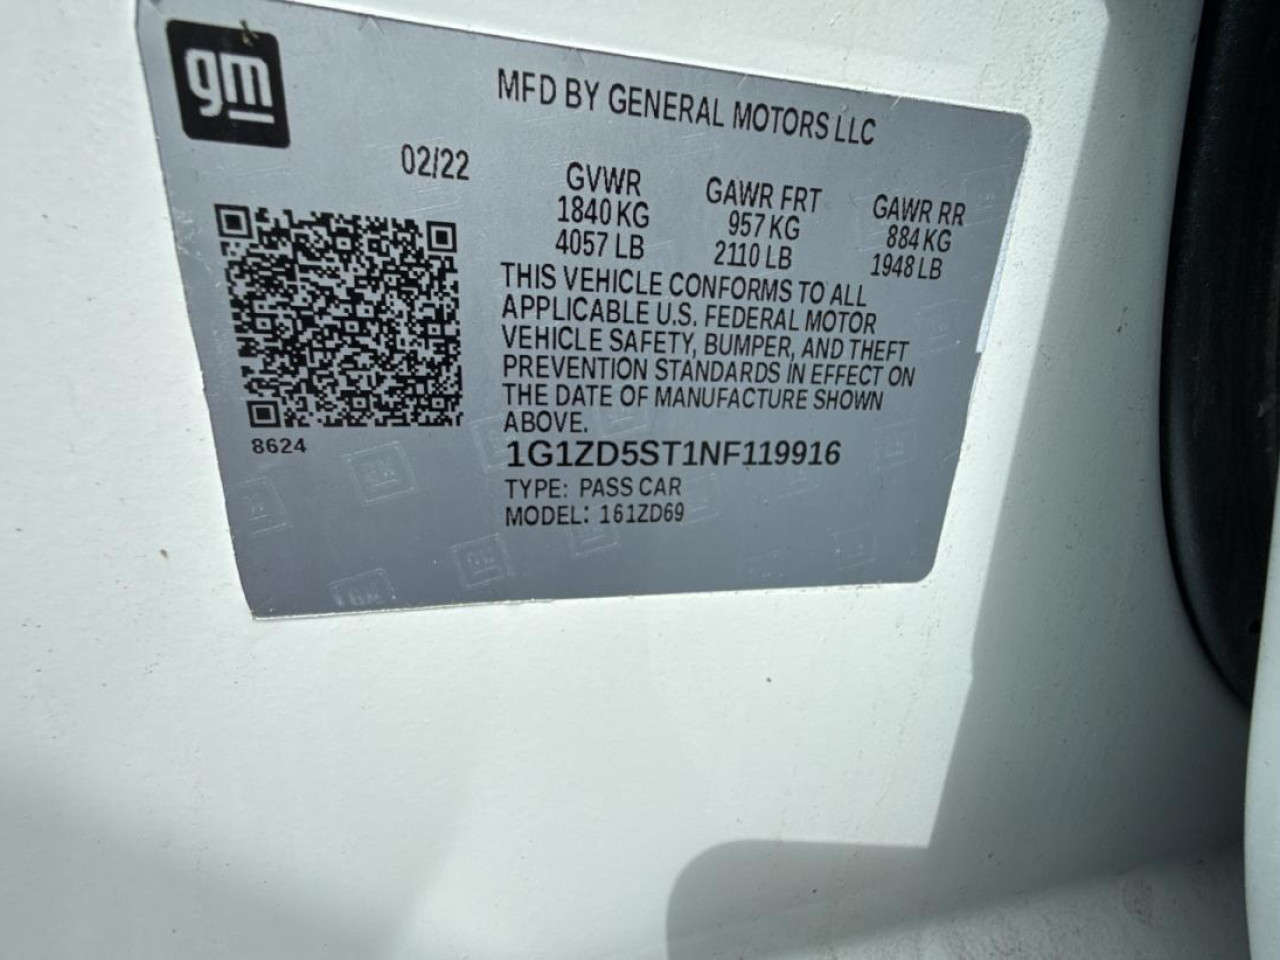 gm
MFD BY GENERAL MOTORS LLC
02/22
GVWR
1840 KG
4057 LB
GAWR FRT
957 KG
2110 LB
GAWR RR
884 KG
1948 LB
THIS VEHICLE CONFORMS TO ALL
APPLICABLE U.S. FEDERAL MOTOR
VEHICLE SAFETY, BUMPER, AND THEFT
PREVENTION STANDARDS IN EFFECT ON
THE DATE OF MANUFACTURE SHOWN
ABOVE.
8624
1G1ZD5ST1NF119916
TYPE: PASS CAR
MODEL: 161ZD69